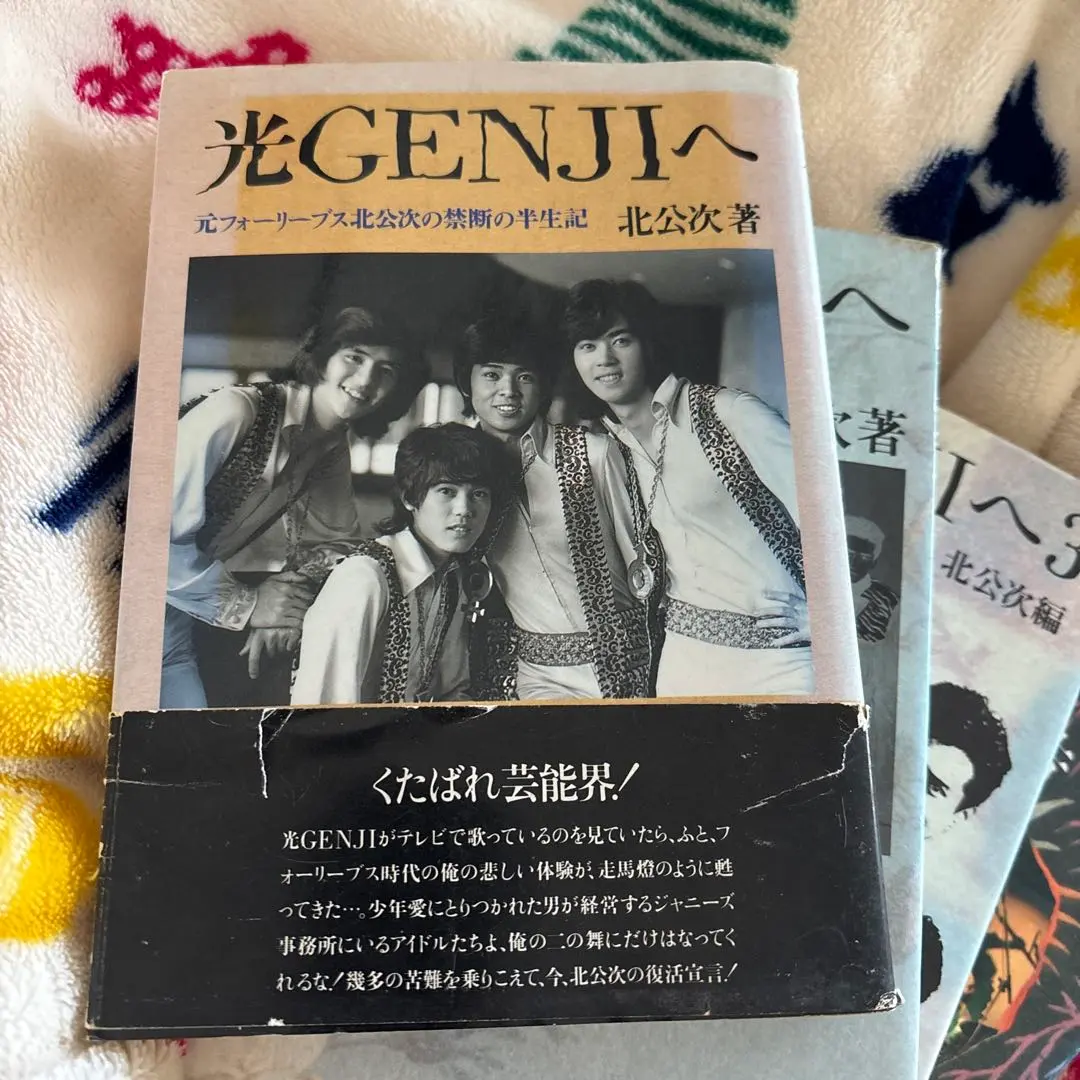 光GENJIへ
元フォーリーブス北公次の禁断の半生記 北公次 著
くたばれ芸能界!
光GENJIがテレビで歌っているのを見ていたら、ふと、フ
ォーリーブス時代の俺の悲しい体験が、走馬燈のように甦
ってきた…。少年愛にとりつかれた男が経営するジャニーズ
事務所にいるアイドルたちよ、俺の二の舞にだけはなってく
れるな!幾多の苦難を乗りこえて、今、北公次の復活宣言!
へ
次 著
Iへ3
北公次編